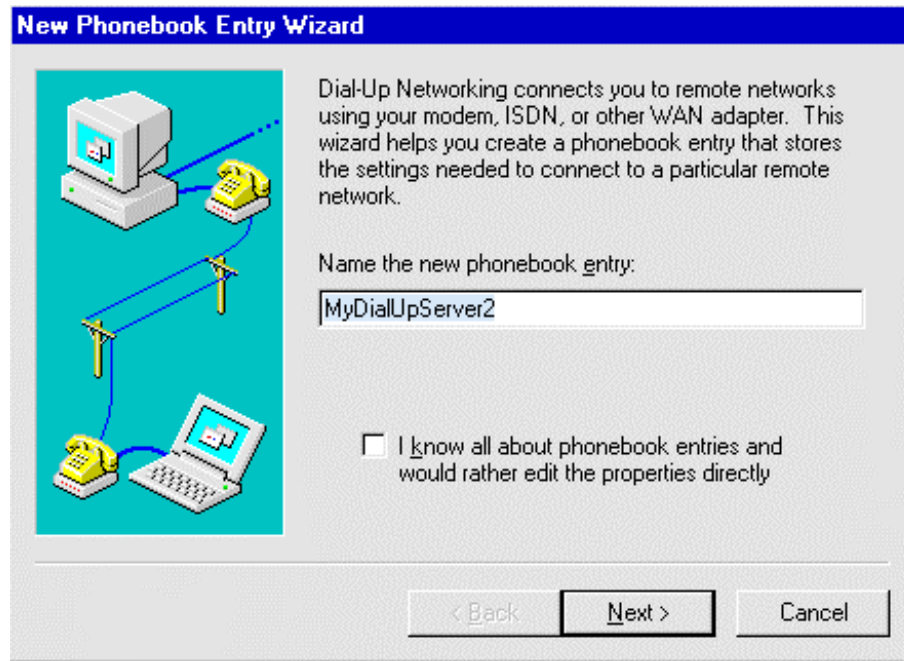 New Phonebook Entry Wizard
Dial-Up Networking connects you to remote networks
using your modem, ISDN, or other WAN adapter.  This
wizard helps you create a phonebook entry that stores
the settings needed to connect to a particular remote
network.
Name the new phonebook entry:
MyDialUpServer2
I know all about phonebook entries and
would rather edit the properties directly
< Back
Next >
Cancel